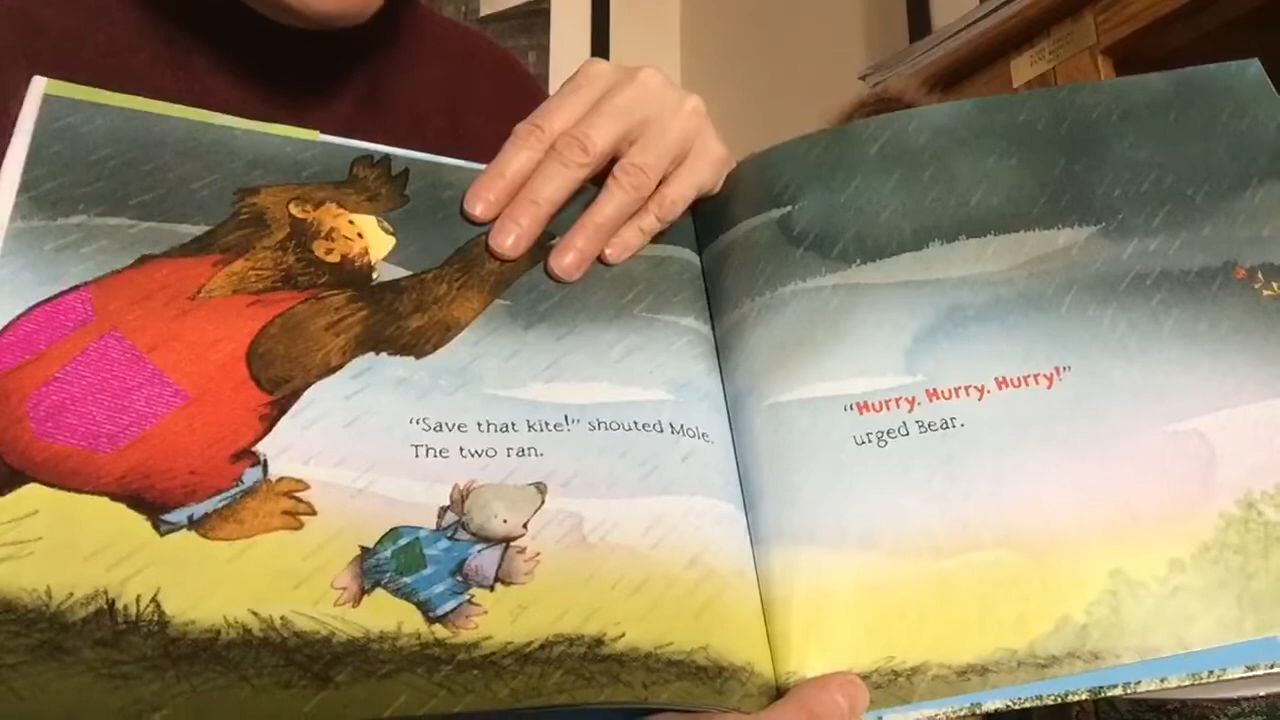 “Save that kite!” shouted Mole.
The two ran.
“Hurry. Hurry. Hurry!”
urged Bear.